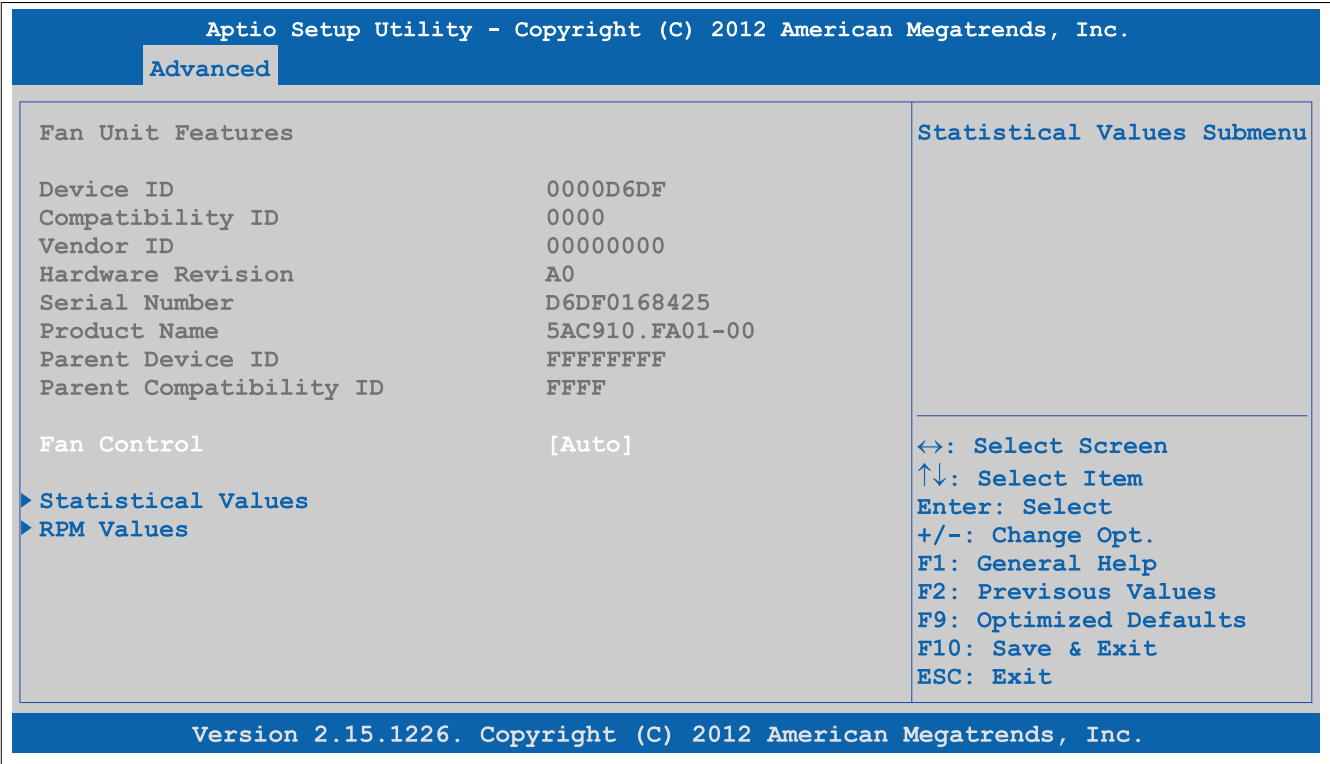 Aptio Setup Utility - Copyright (C) 2012 American Megatrends, Inc.
Advanced
Fan Unit Features
Device ID 0000D6DF
Compatibility ID 0000
Vendor ID 00000000
Hardware Revision A0
Serial Number D6DF0168425
Product Name 5AC910.FA01-00
Parent Device ID FFFFFFFF
Parent Compatibility ID FFFF
Fan Control [Auto]
Statistical Values
RPM Values
Statistical Values Submenu
↔: Select Screen
↑↓: Select Item
Enter: Select
+/-: Change Opt.
F1: General Help
F2: Previsous Values
F9: Optimized Defaults
F10: Save & Exit
ESC: Exit
Version 2.15.1226. Copyright (C) 2012 American Megatrends, Inc.